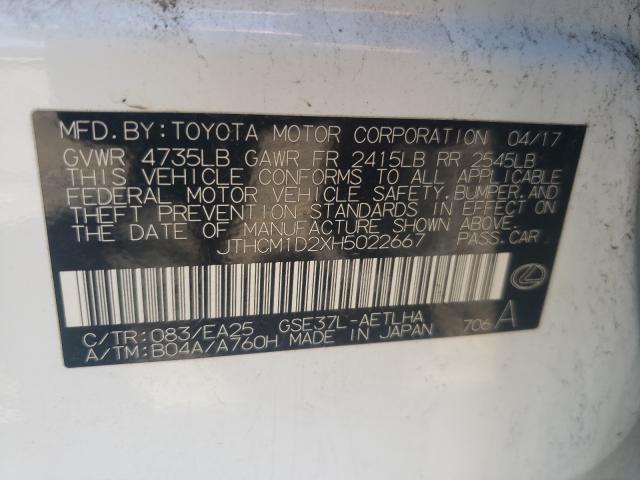 MFD.BY:TOYOTA MOTOR CORPORATION 04/17
GVWR 4735LB GAWR FR 2415LB RR 2545LB
THIS VEHICLE CONFORMS TO ALL APPLICABLE
FEDERAL MOTOR VEHICLE SAFETY,BUMPER,AND
THEFT PREVENTION STANDARDS IN EFFECT ON
THE DATE OF MANUFACTURE SHOWN ABOVE.
JTHCM1D2XH5022667 PASS.CAR
C/TR:083/EA25 GSE37L-AETLHA 706 A
A/TM:B04A/A760H MADE IN JAPAN